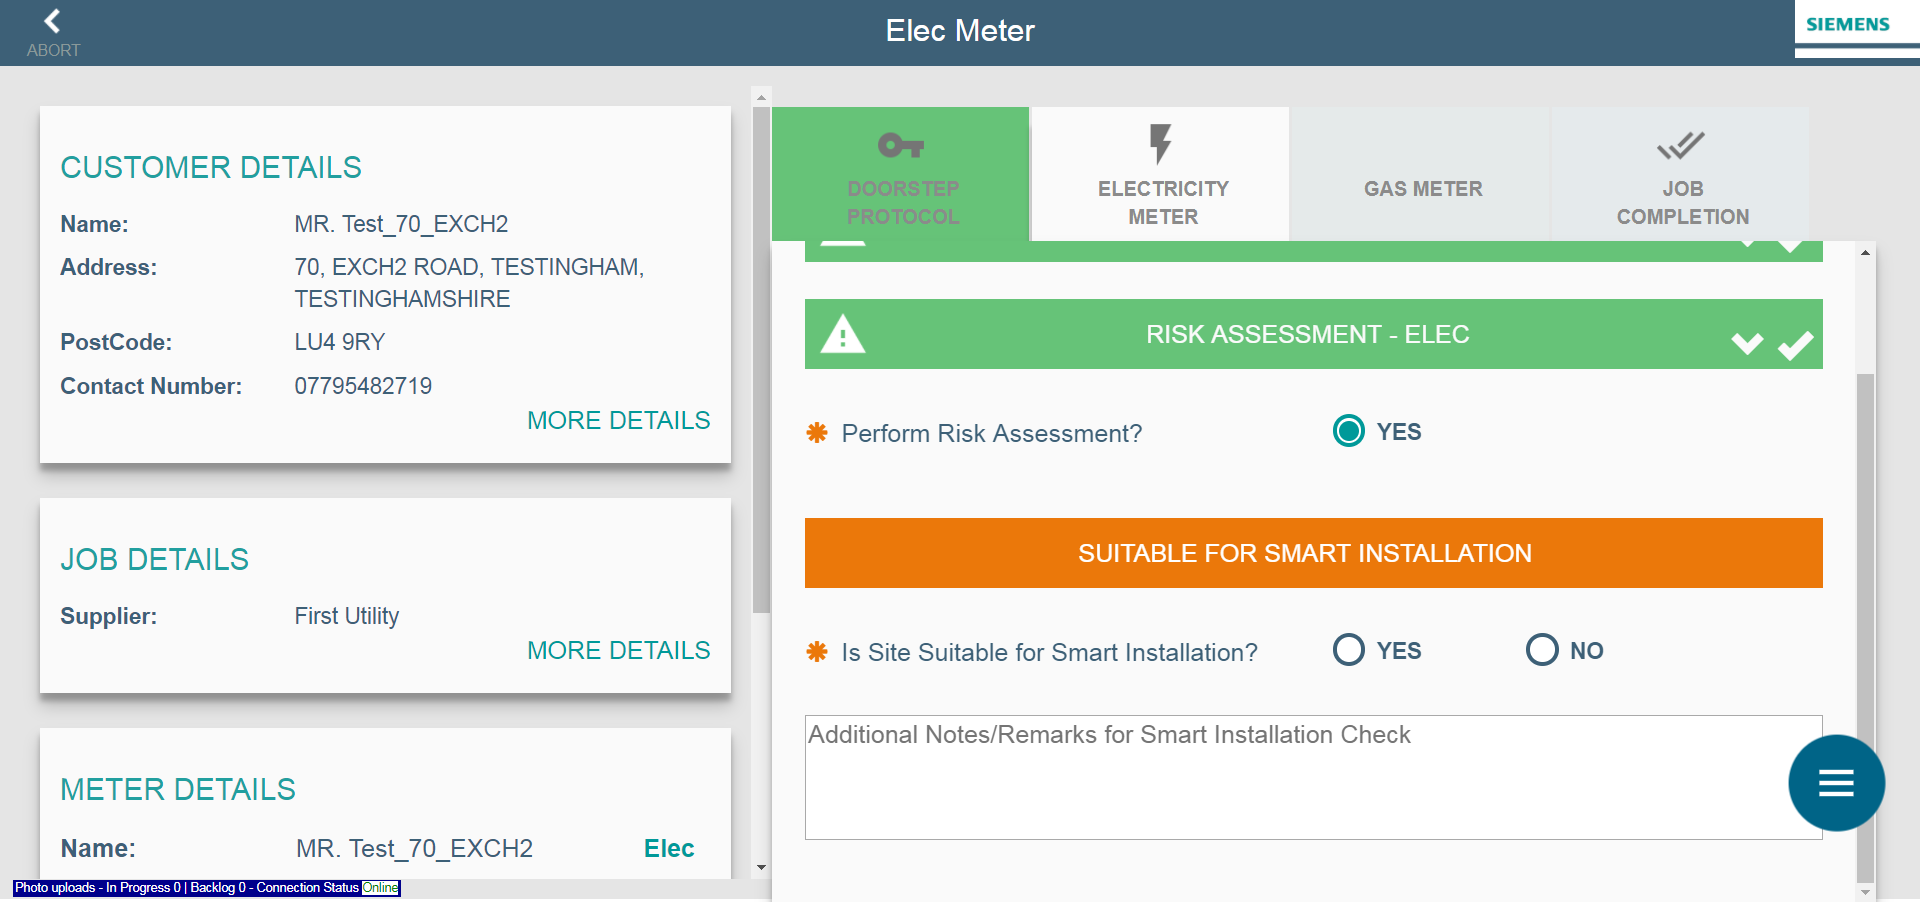 ABORT
Elec Meter
SIEMENS
CUSTOMER DETAILS
Name: MR. Test_70_EXCH2
Address: 70, EXCH2 ROAD, TESTINGHAM,
TESTINGHAMSHIRE
PostCode: LU4 9RY
Contact Number: 07795482719
MORE DETAILS
JOB DETAILS
Supplier: First Utility
MORE DETAILS
METER DETAILS
Name: MR. Test_70_EXCH2 Elec
Photo uploads - In Progress 0 | Backlog 0 - Connection Status Online
DOORSTEP
PROTOCOL
ELECTRICITY
METER
GAS METER
JOB
COMPLETION
RISK ASSESSMENT - ELEC
Perform Risk Assessment? YES
SUITABLE FOR SMART INSTALLATION
Is Site Suitable for Smart Installation? YES NO
Additional Notes/Remarks for Smart Installation Check